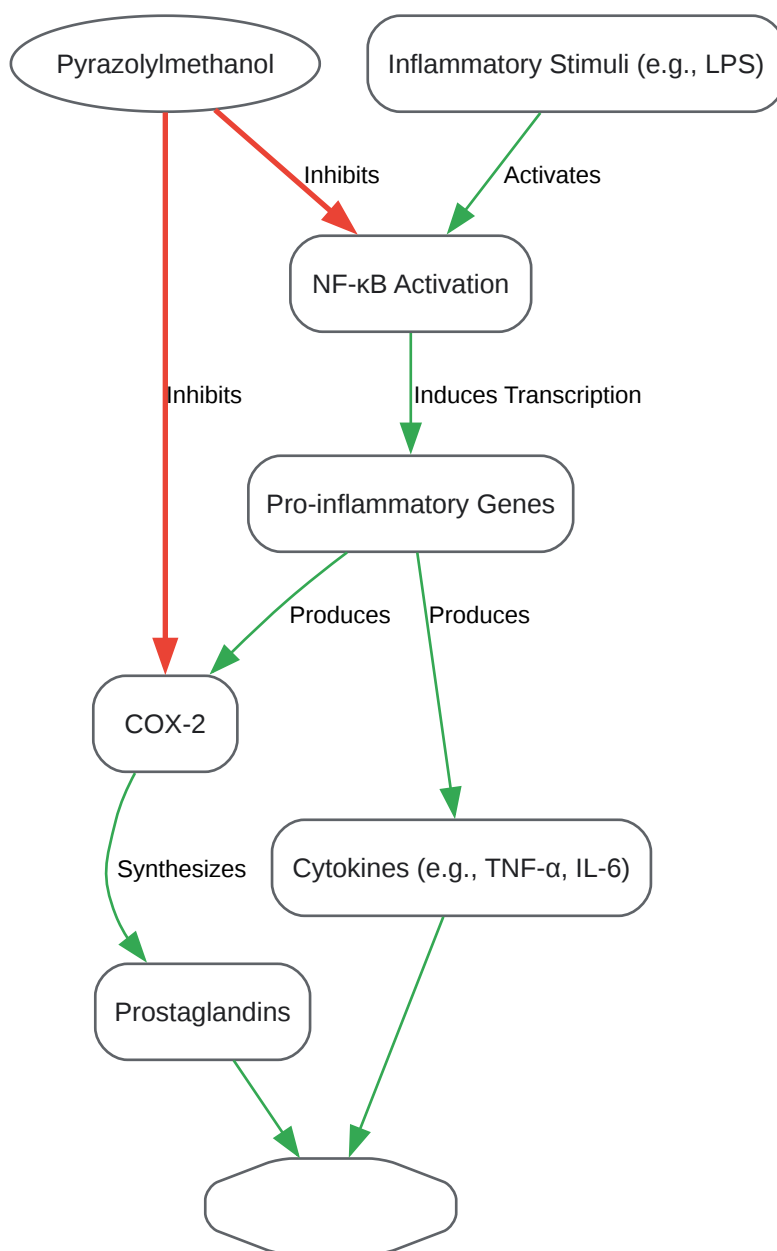 Pyrazolylmethanol
Inflammatory Stimuli (e.g., LPS)
Inhibits
Activates
NF-κB Activation
Inhibits
Induces Transcription
Pro-inflammatory Genes
Produces
Produces
COX-2
Synthesizes
Cytokines (e.g., TNF-α, IL-6)
Prostaglandins